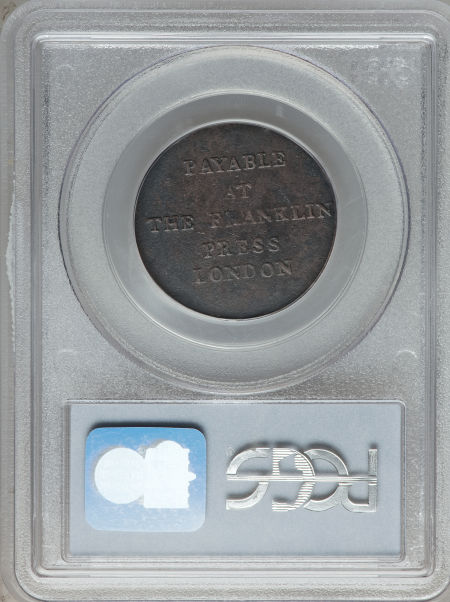 PAYABLE
AT
THE FRANKLIN
PRESS
LONDON
PCGS